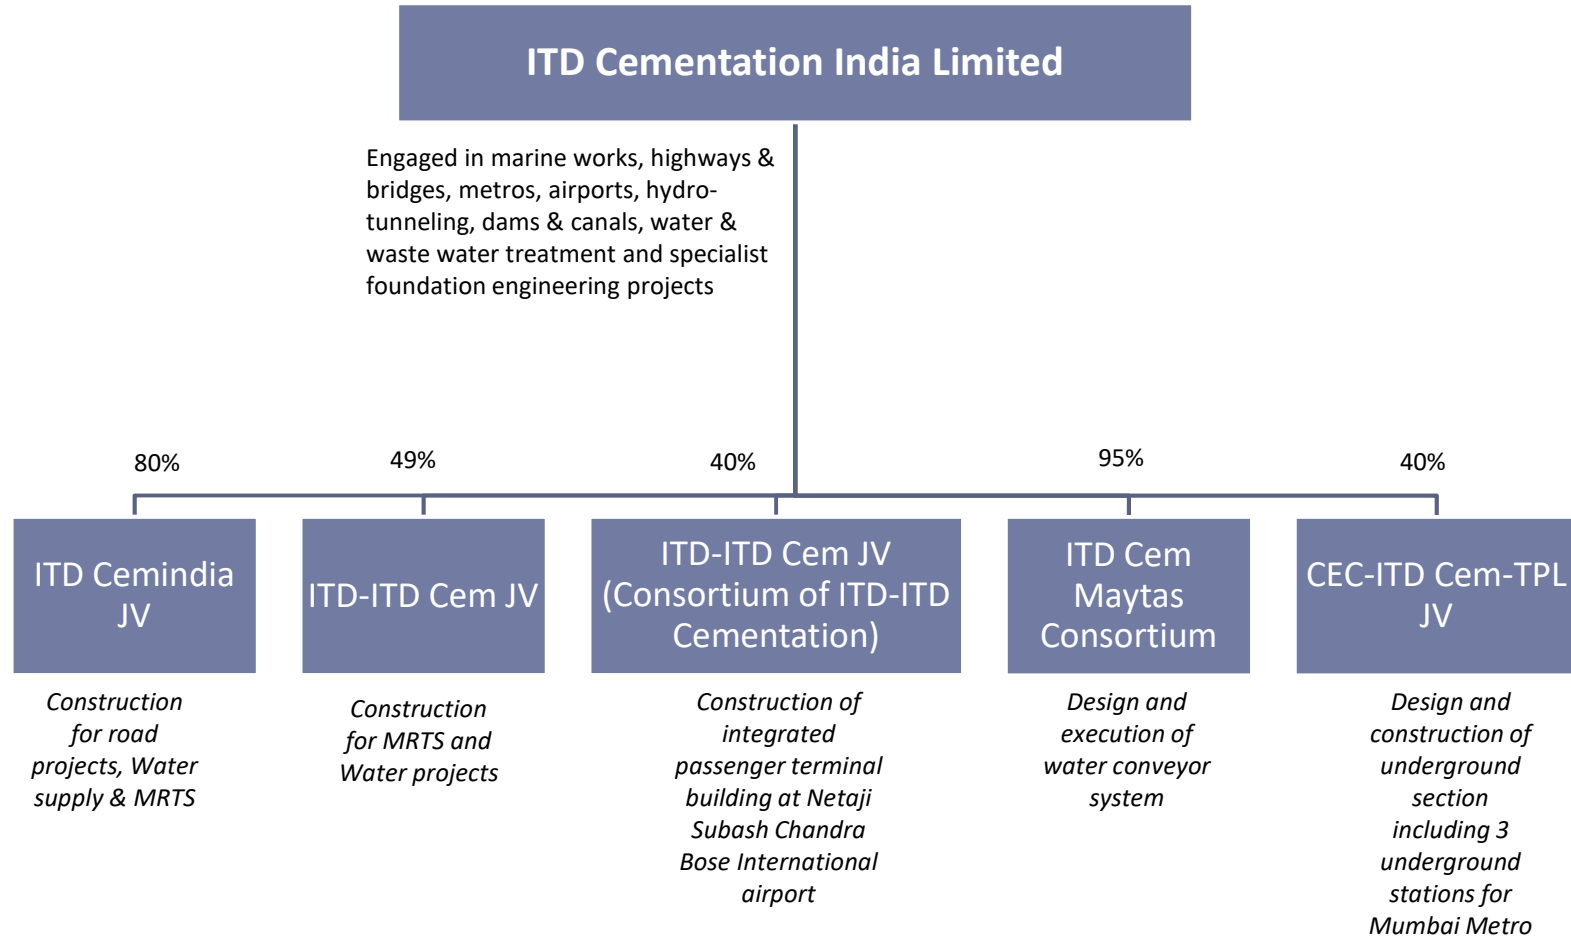 ITD Cementation India Limited
Engaged in marine works, highways &
bridges, metros, airports, hydro-
tunneling, dams & canals, water &
waste water treatment and specialist
foundation engineering projects
80%
49%
40%
95%
40%
ITD Cemindia
JV
ITD-ITD Cem JV
ITD-ITD Cem JV
(Consortium of ITD-ITD
Cementation)
ITD Cem
Maytas
Consortium
CEC-ITD Cem-TPL
JV
Construction
for road
projects, Water
supply & MRTS
Construction
for MRTS and
Water projects
Construction of
integrated
passenger terminal
building at Netaji
Subash Chandra
Bose International
airport
Design and
execution of
water conveyor
system
Design and
construction of
underground
section
including 3
underground
stations for
Mumbai Metro